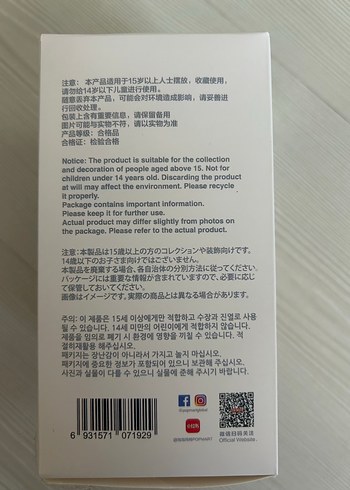 注意： 本产品适用于15岁以上人士摆放，收藏使用，
请勿给14岁以下儿童进行使用。
随意丢弃本产品，可能会对环境造成影响，请妥善进
行回收处理。
包装上含有重要信息，请保留备用
图片可能与实物不符，请以实物为准
产品等级：合格品
合格证：检验合格
Notice: The product is suitable for the collection
and decoration of people aged above 15. Not for
children under 14 years old. Discarding the product
at will may affect the environment. Please recycle
it properly.
Package contains important information.
Please keep it for further use.
Actual product may differ slightly from photos on
the package. Please refer to the actual product.
注意:本製品は15歳以上の方のコレクションや装飾向けです。
14歳以下のお子さま向けではございません。
本製品を廃棄する場合、各自治体の分別方法に従ってください。
パッケージには重要な情報が含まれていますので、必要に応じ
て保管しておいてください。
画像はイメージです。実際の商品とは異なる場合があります。
주의: 이 제품은 15세 이상에게만 적합하고 수장과 진열로 사용
될 수 있습니다. 14세 미만의 어린이에게 적합하지 않습니다.
제품을 임의로 폐기 시 환경에 영향을 끼칠 수 있습니다. 적
절히재활용 해주십시오.
패키지는 장난감이 아니라서 가지고 놀지 마십시오.
패키지에 중요한 정보가 포함되어 있으니 보관해 주십시오.
사진과 실물이 다를 수 있으니 실물에 준해 주시기 바랍니다.
@popmartglobal
小红书
官网扫码关注
Official Website.
6 931571 071929